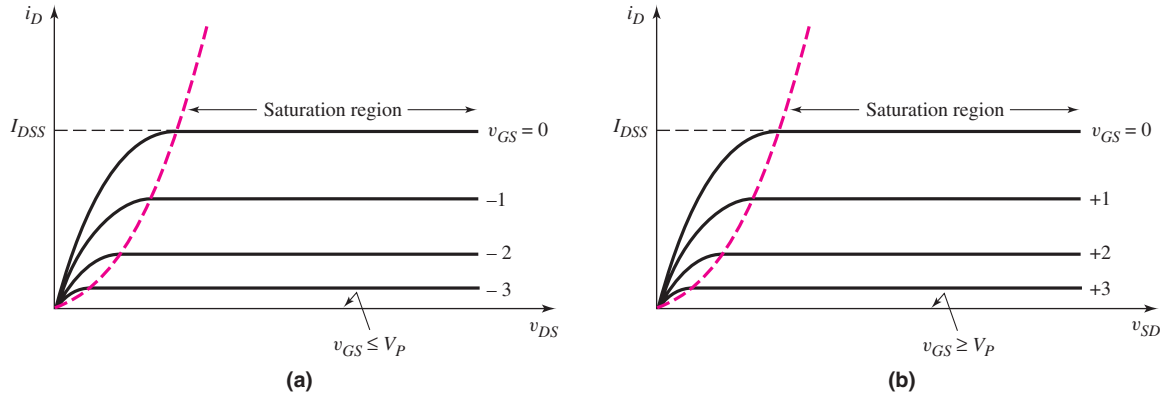 i_D
Saturation region
I_DSS
v_GS = 0
–1
– 2
– 3
v_DS
v_GS ≤ V_P
(a)
i_D
Saturation region
I_DSS
v_GS = 0
+1
+2
+3
v_SD
v_GS ≥ V_P
(b)